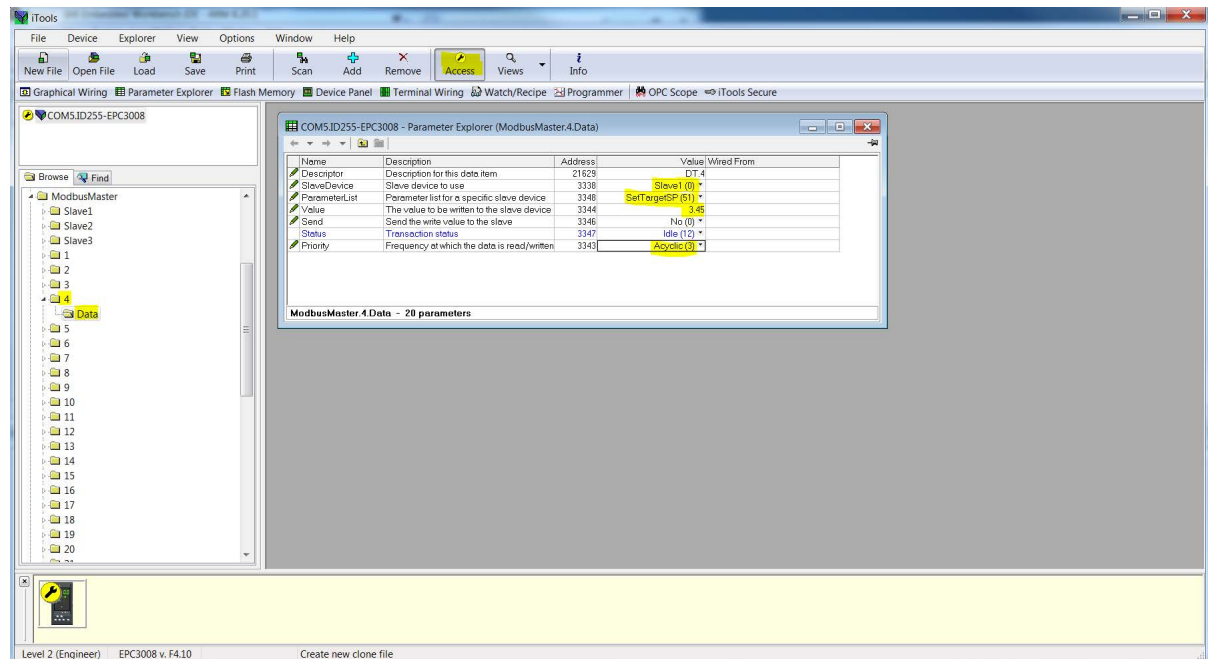 iTools
File Device Explorer View Options Window Help
New File Open File Load Save Print Scan Add Remove Access Views Info
Graphical Wiring Parameter Explorer Flash Memory Device Panel Terminal Wiring Watch/Recipe Programmer OPC Scope iTools Secure
COM5.ID255-EPC3008
Browse Find
ModbusMaster
Slave1
Slave2
Slave3
1
2
3
4
Data
5
6
7
8
9
10
11
12
13
14
15
16
17
18
19
20
COM5.ID255-EPC3008 - Parameter Explorer (ModbusMaster.4.Data)
Name Description Address Value Wired From
Descriptor Description for this data item 21629 DT.4
SlaveDevice Slave device to use 3338 Slave1 (0)
ParameterList Parameter list for a specific slave device 3348 SetTargetSP (51)
Value The value to be written to the slave device 3344 3.45
Send Send the write value to the slave 3346 No (0)
Status Transaction status 3347 Idle (12)
Priority Frequency at which the data is read/written 3343 Acyclic (3)
ModbusMaster.4.Data - 20 parameters
Level 2 (Engineer) EPC3008 v. F4.10 Create new clone file